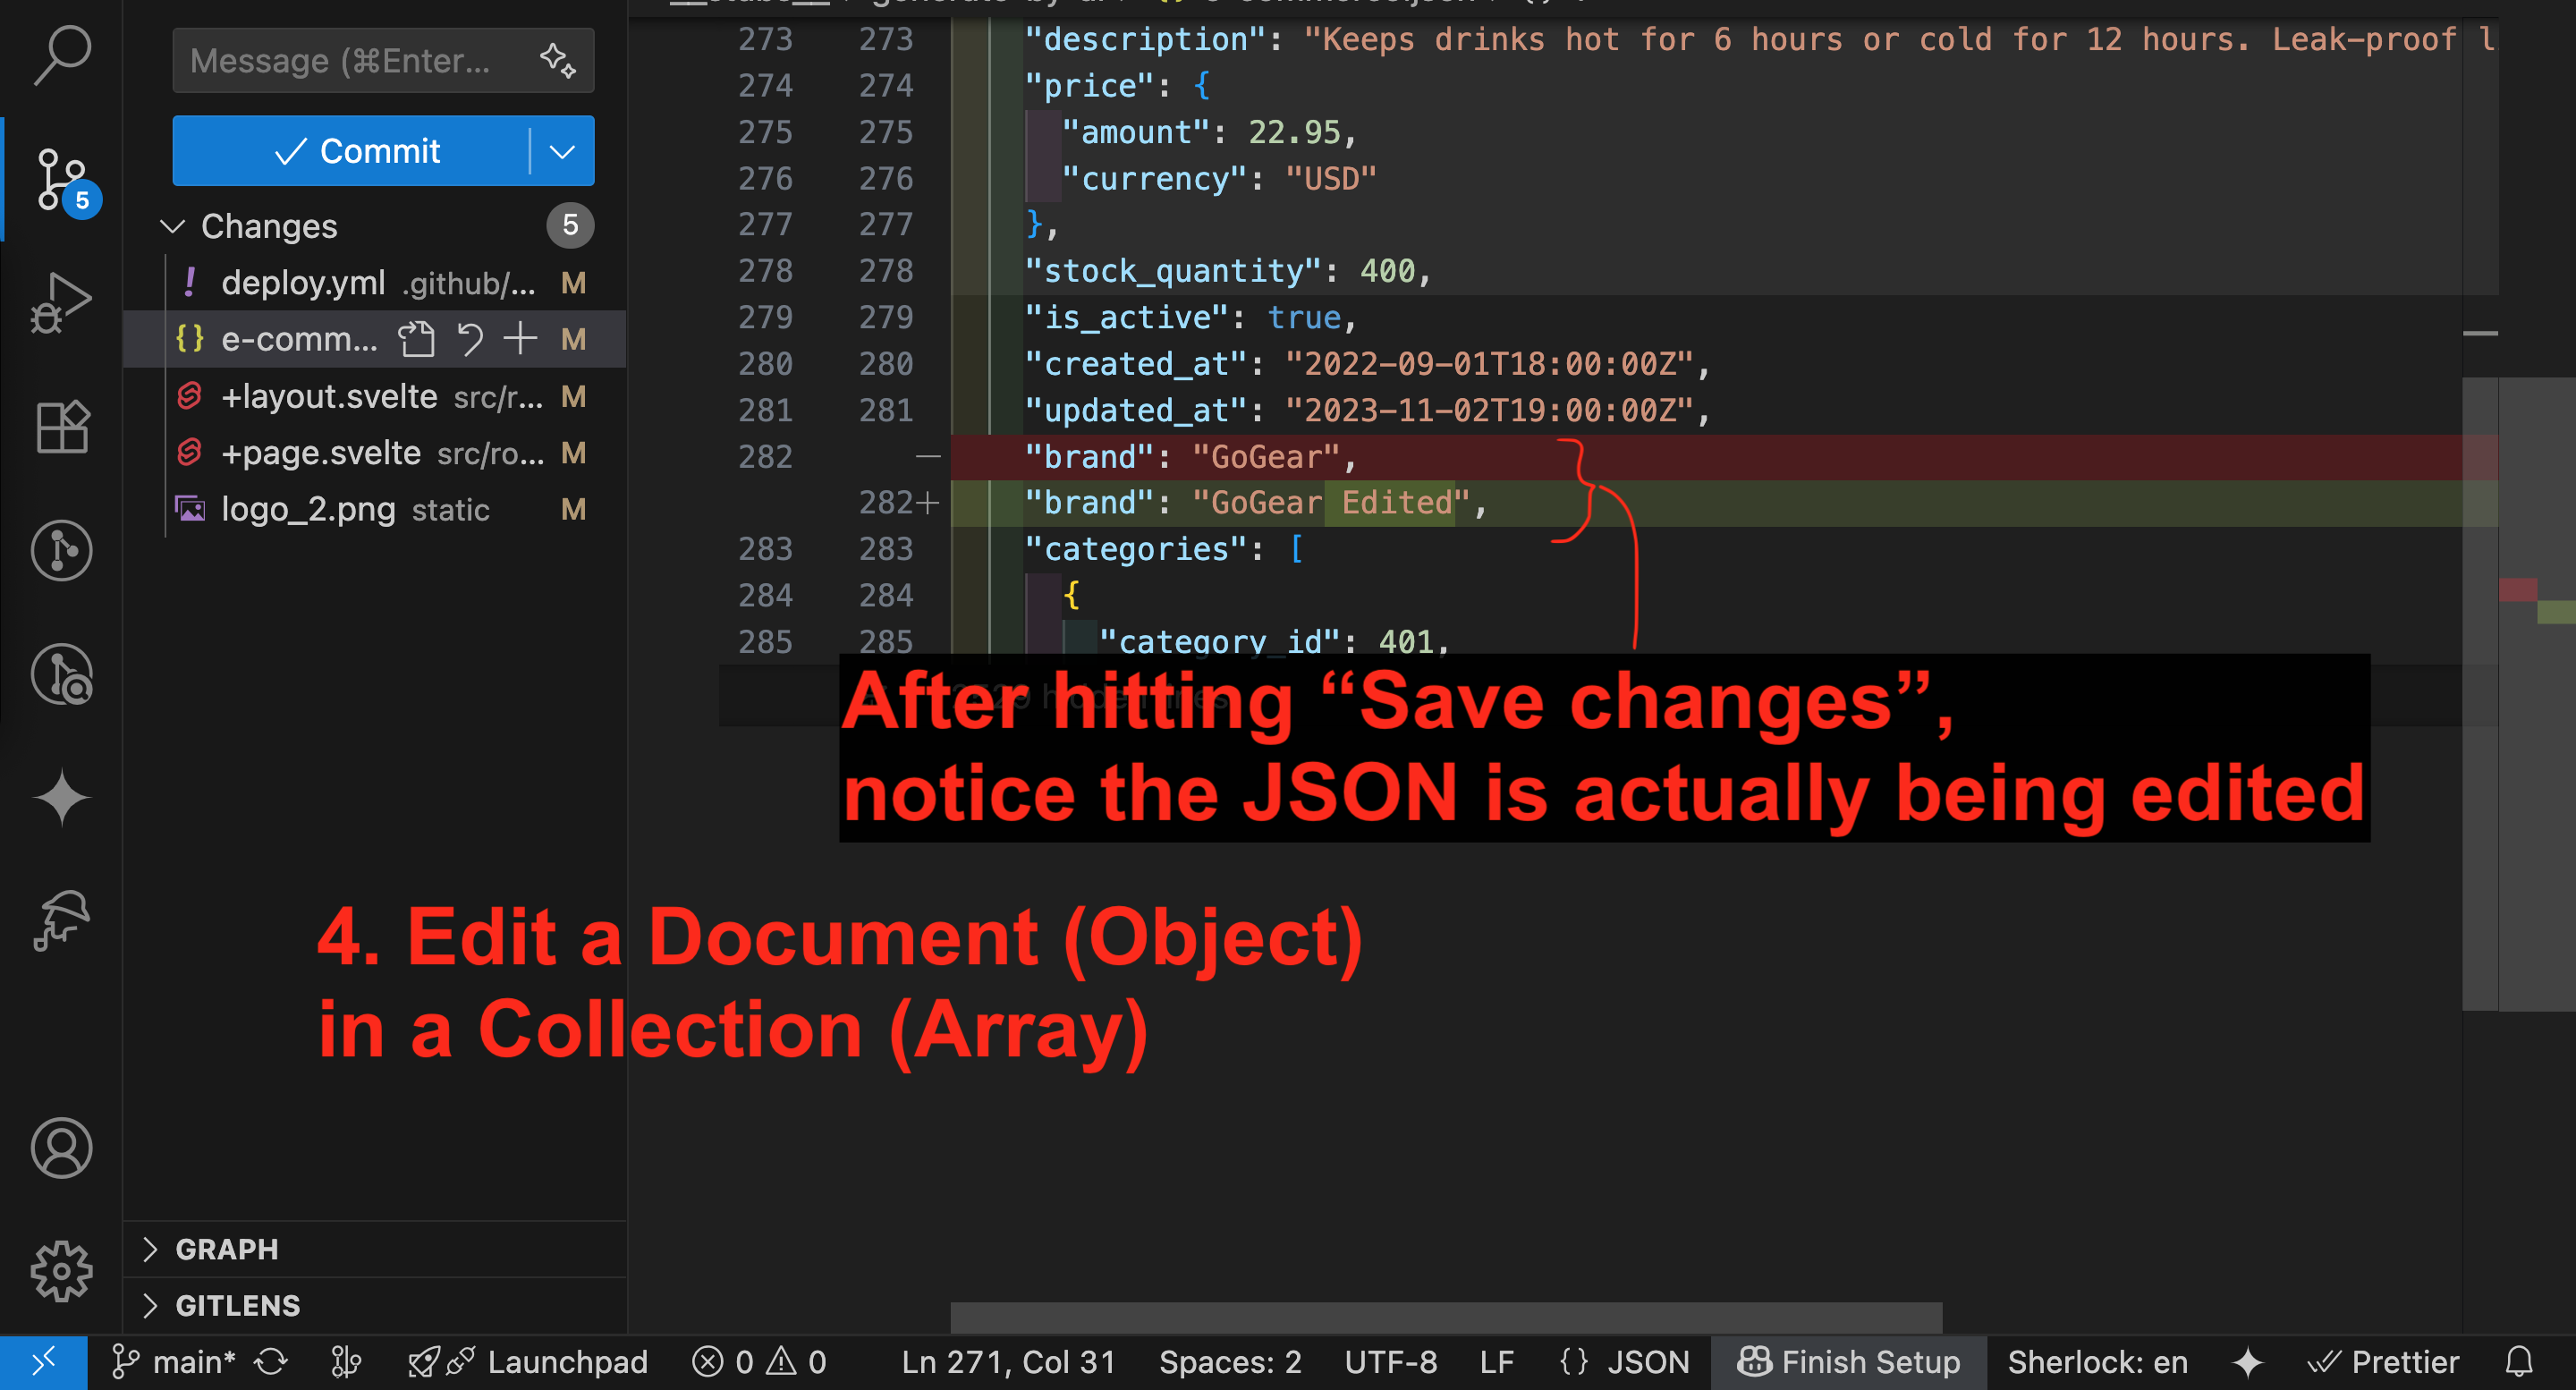 Message (⌘Enter...
Commit
5
Changes 5
deploy.yml .github/... M
{} e-comm... M
+layout.svelte src/r... M
+page.svelte src/ro... M
logo_2.png static M
GRAPH
GITLENS
273 273 "description": "Keeps drinks hot for 6 hours or cold for 12 hours. Leak-proof l
274 274 "price": {
275 275 "amount": 22.95,
276 276 "currency": "USD"
277 277 },
278 278 "stock_quantity": 400,
279 279 "is_active": true,
280 280 "created_at": "2022-09-01T18:00:00Z",
281 281 "updated_at": "2023-11-02T19:00:00Z",
282 — "brand": "GoGear",
282+ "brand": "GoGear Edited",
283 283 "categories": [
284 284 {
285 285 "category_id": 401,
After hitting “Save changes”,
notice the JSON is actually being edited
4. Edit a Document (Object)
in a Collection (Array)
main* Launchpad 0 0 Ln 271, Col 31 Spaces: 2 UTF-8 LF {} JSON Finish Setup Sherlock: en Prettier